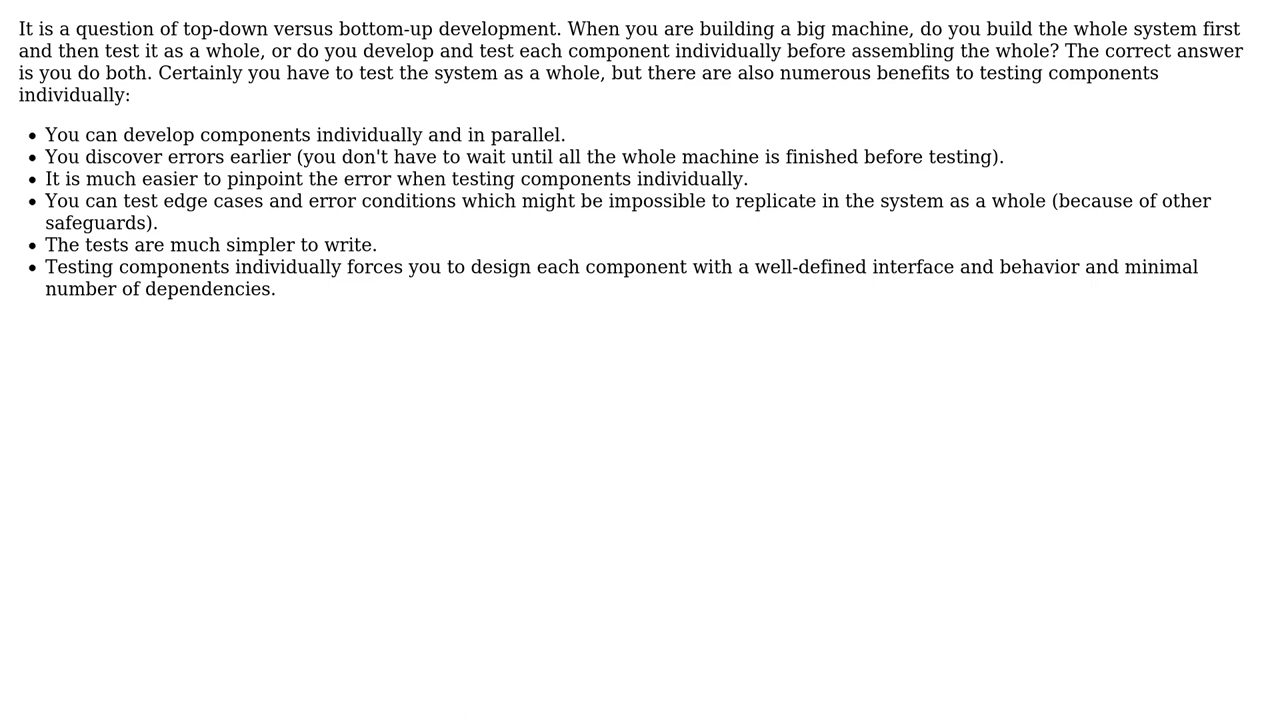 It is a question of top-down versus bottom-up development. When you are building a big machine, do you build the whole system first
and then test it as a whole, or do you develop and test each component individually before assembling the whole? The correct answer
is you do both. Certainly you have to test the system as a whole, but there are also numerous benefits to testing components
individually:
• You can develop components individually and in parallel.
• You discover errors earlier (you don't have to wait until all the whole machine is finished before testing).
• It is much easier to pinpoint the error when testing components individually.
• You can test edge cases and error conditions which might be impossible to replicate in the system as a whole (because of other
safeguards).
• The tests are much simpler to write.
• Testing components individually forces you to design each component with a well-defined interface and behavior and minimal
number of dependencies.